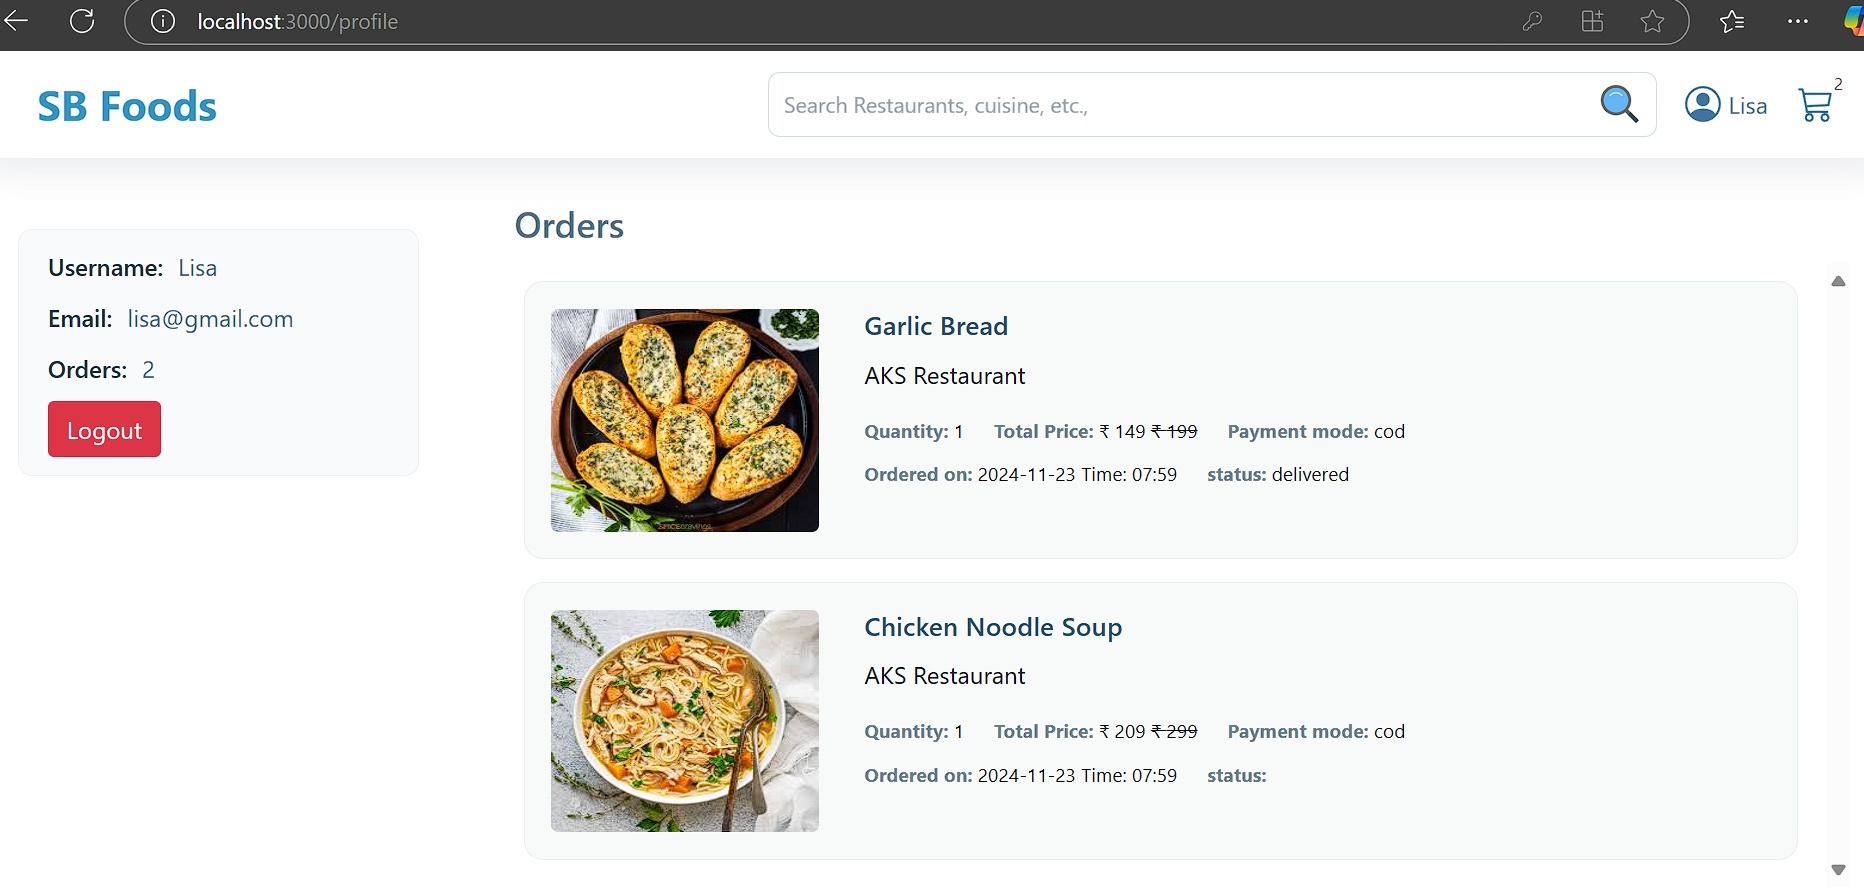 localhost:3000/profile
SB Foods
Search Restaurants, cuisine, etc.,
Lisa
2
Username: Lisa
Email: lisa@gmail.com
Orders: 2
Logout
Orders
Garlic Bread
AKS Restaurant
Quantity: 1 Total Price: ₹ 149 ₹ 199 Payment mode: cod
Ordered on: 2024-11-23 Time: 07:59 status: delivered
Chicken Noodle Soup
AKS Restaurant
Quantity: 1 Total Price: ₹ 209 ₹ 299 Payment mode: cod
Ordered on: 2024-11-23 Time: 07:59 status: